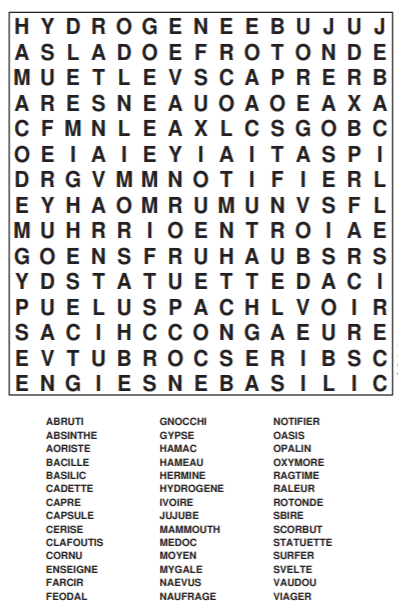 H Y D R O G E N E E B U J U J
A S L A D O E F R O T O N D E
M U E T L E V S C A P R E R B
A R E S N E A U O A O E A X A
C F M N L E A X L C S G O B C
O E I A I E Y I A I T A S P I
D R G V M M N O T I F I E R L
E Y H A O M R U M U N V S F L
M U H R R I O E N T R O I A E
G O E N S F R U H A U B S R S
Y D S T A T U E T T E D A C I
P U E L U S P A C H L V O I R
S A C I H C C O N G A E U R E
E V T U B R O C S E R I B S C
E N G I E S N E B A S I L I C
ABRUTI
ABSINTHE
AORISTE
BACILLE
BASILIC
CADETTE
CAPRE
CAPSULE
CERISE
CLAFOUTIS
CORNU
ENSEIGNE
FARCIR
FEODAL
GNOCCHI
GYPSE
HAMAC
HAMEAU
HERMINE
HYDROGENE
IVOIRE
JUJUBE
MAMMOUTH
MEDOC
MOYEN
MYGALE
NAEVUS
NAUFRAGE
NOTIFIER
OASIS
OPALIN
OXYMORE
RAGTIME
RALEUR
ROTONDE
SBIRE
SCORBUT
STATUETTE
SURFER
SVELTE
VAUDOU
VIAGER